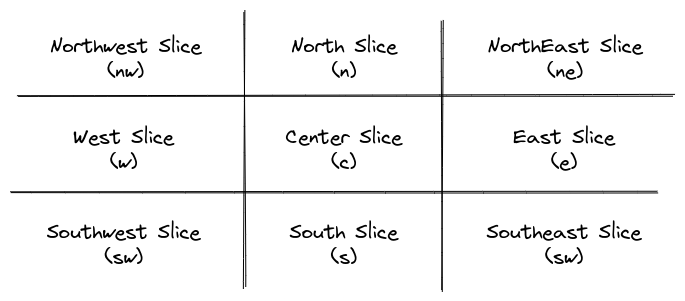 Northwest Slice
(nw)
North Slice
(n)
NorthEast Slice
(ne)
West Slice
(w)
Center Slice
(c)
East Slice
(e)
Southwest Slice
(sw)
South Slice
(s)
Southeast Slice
(sw)